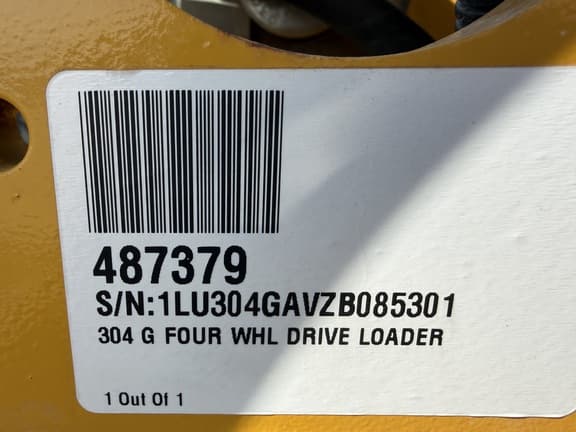 487379
S/N:1LU304GAVZB085301
304 G FOUR WHL DRIVE LOADER
1 Out Of 1